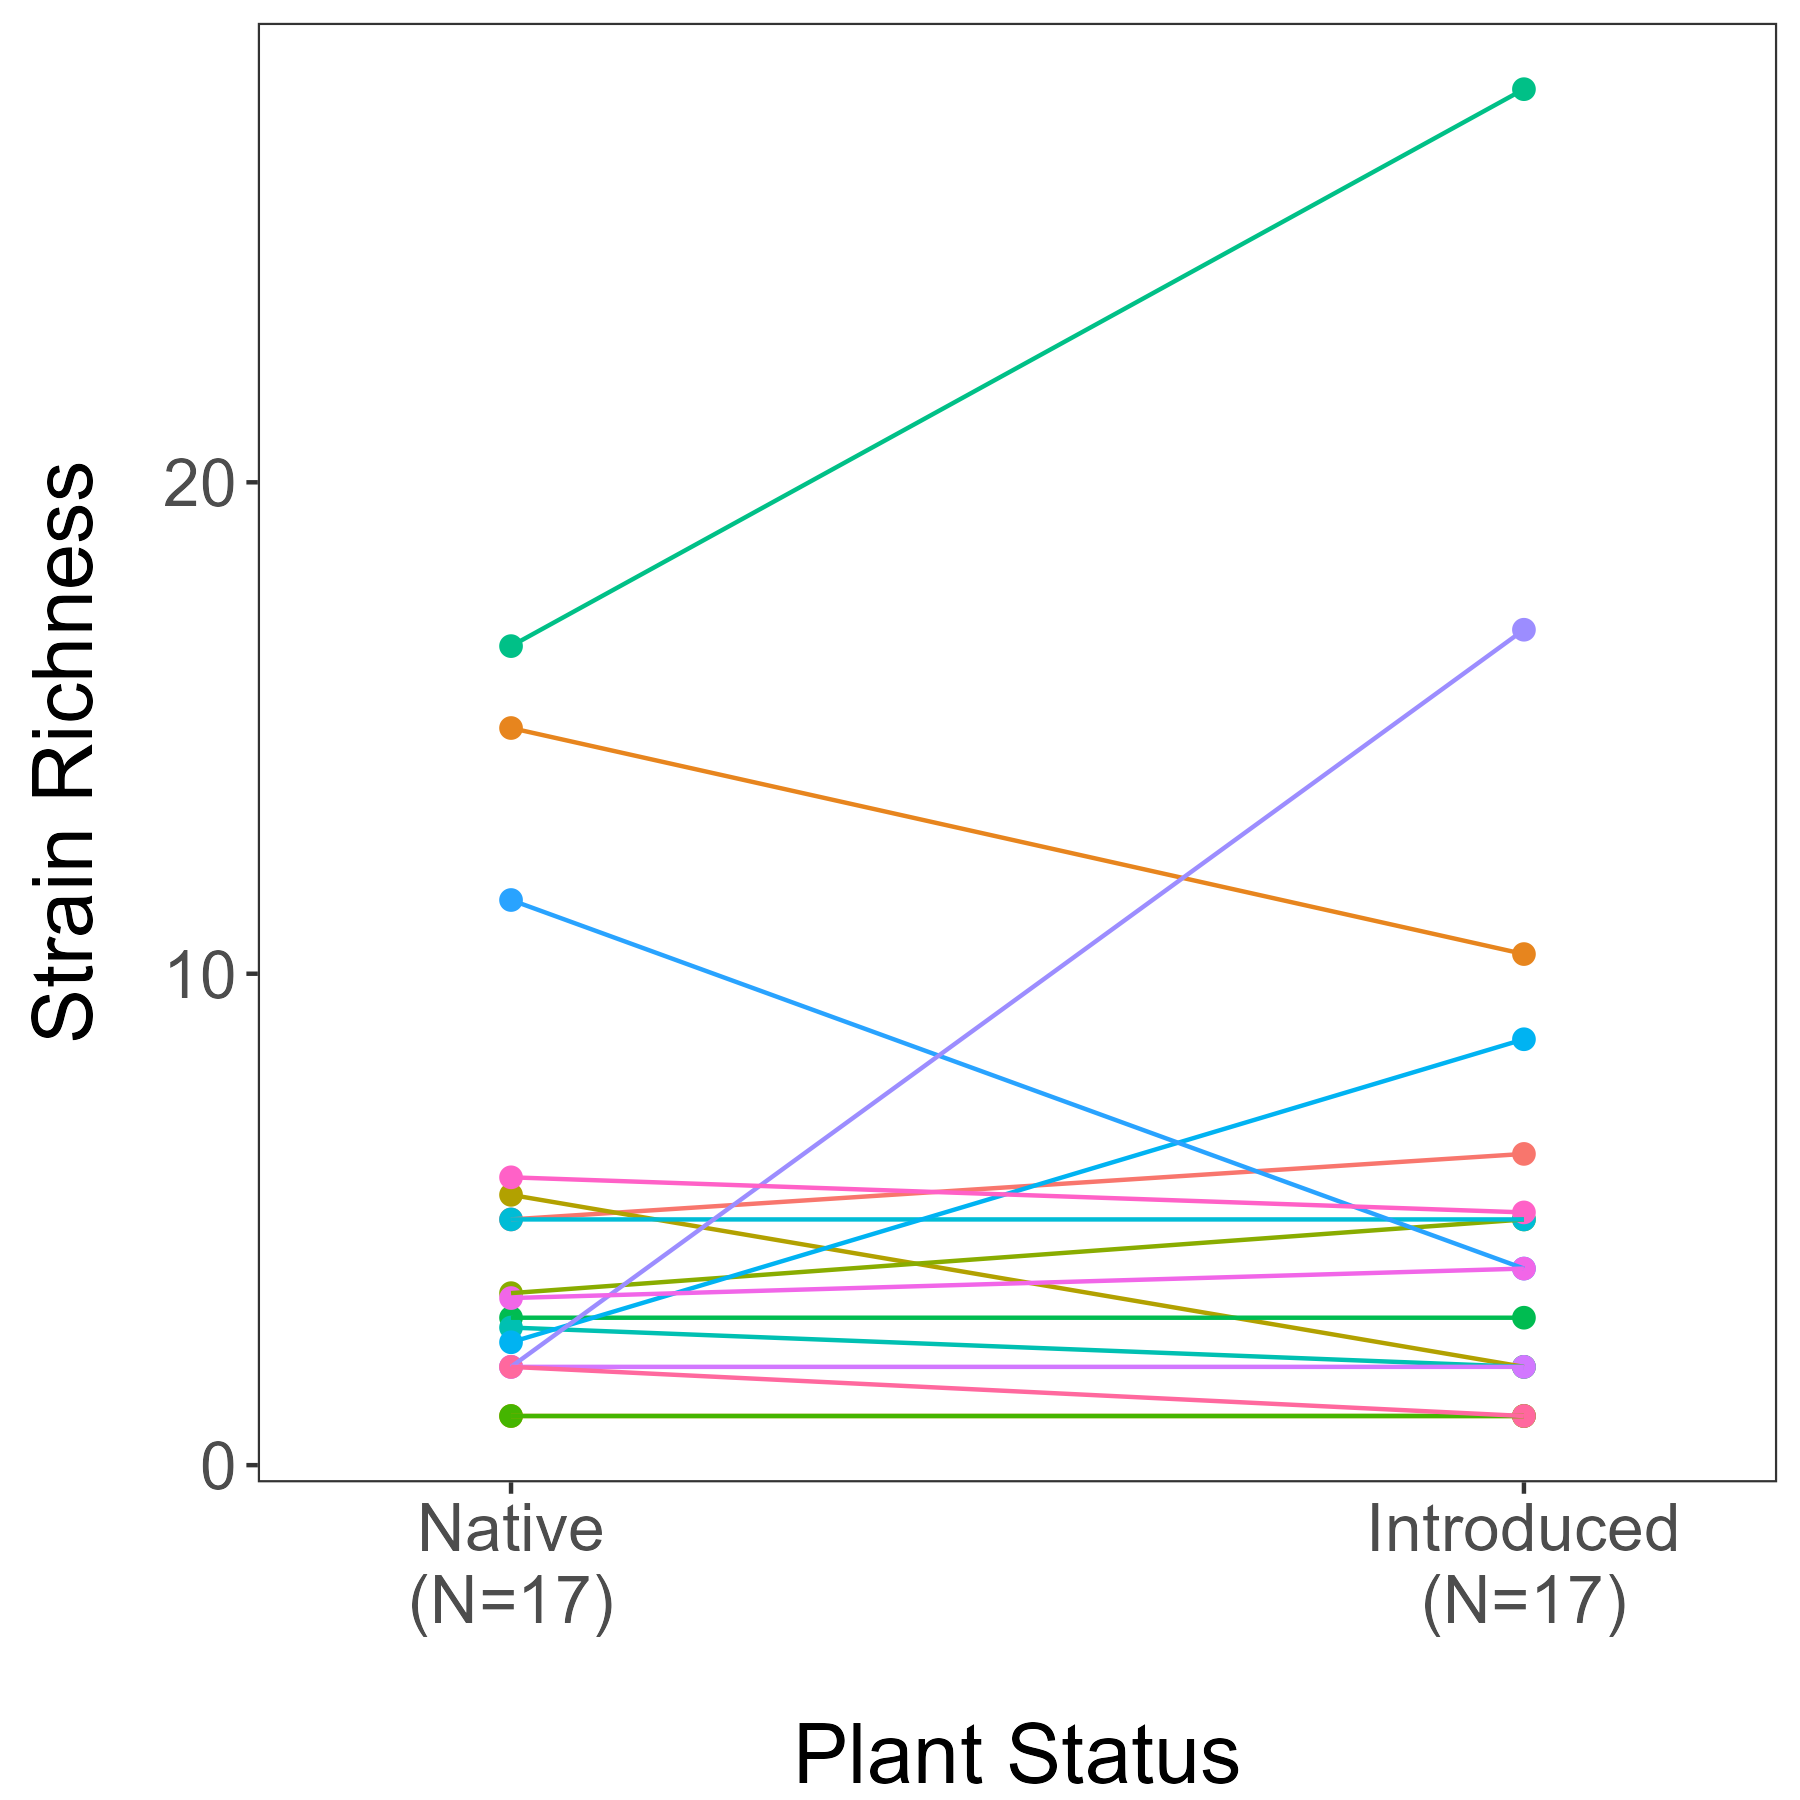 Strain Richness
20
10
0
Native
(N=17)
Introduced
(N=17)
Plant Status